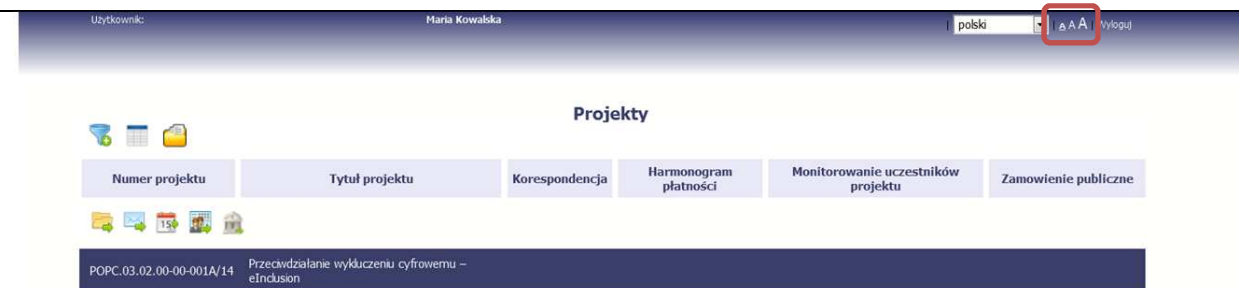 Użytkownik: Maria Kowalska | polski | A A A | Wyloguj
Projekty
Numer projektu Tytuł projektu Korespondencja Harmonogram płatności Monitorowanie uczestników projektu Zamowienie publiczne
15
POPC.03.02.00-00-001A/14 Przeciwdziałanie wykluczeniu cyfrowemu –
eInclusion